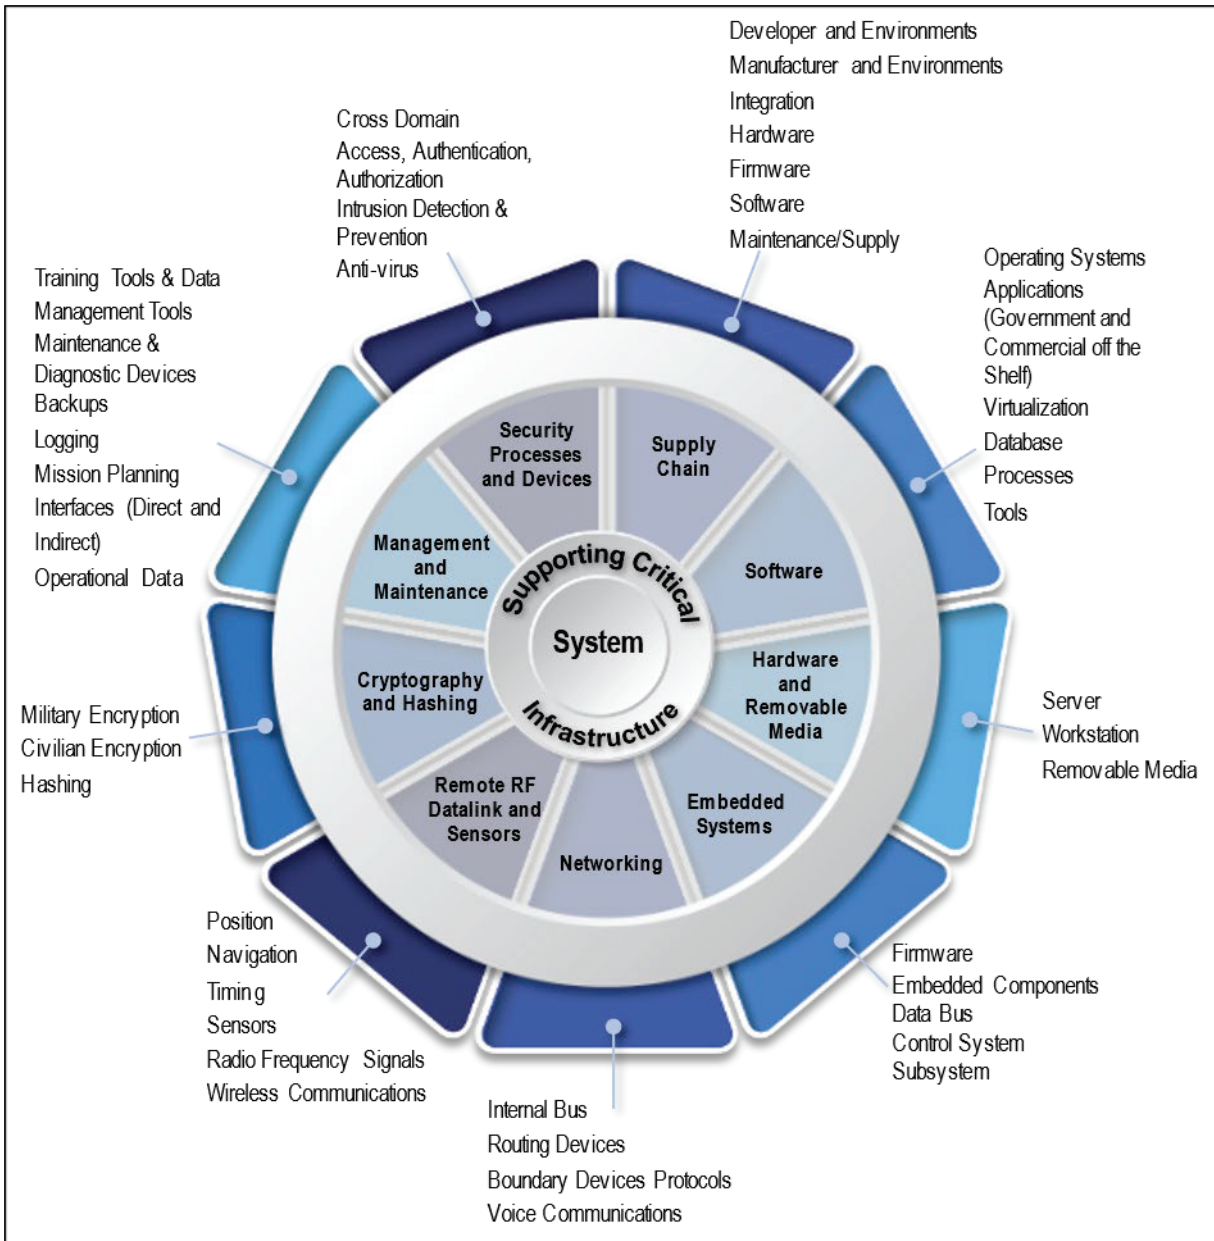 Developer and Environments
Manufacturer and Environments
Integration
Hardware
Firmware
Software
Maintenance/Supply
Cross Domain
Access, Authentication,
Authorization
Intrusion Detection &
Prevention
Anti-virus
Training Tools & Data
Management Tools
Maintenance &
Diagnostic Devices
Backups
Logging
Mission Planning
Interfaces (Direct and
Indirect)
Operational Data
Operating Systems
Applications
(Government and
Commercial off the
Shelf)
Virtualization
Database
Processes
Tools
Security
Processes
and Devices
Supply
Chain
Management
and
Maintenance
Software
Supporting Critical
System
Infrastructure
Cryptography
and Hashing
Hardware
and
Removable
Media
Remote RF
Datalink and
Sensors
Networking
Embedded
Systems
Military Encryption
Civilian Encryption
Hashing
Server
Workstation
Removable Media
Position
Navigation
Timing
Sensors
Radio Frequency Signals
Wireless Communications
Firmware
Embedded Components
Data Bus
Control System
Subsystem
Internal Bus
Routing Devices
Boundary Devices Protocols
Voice Communications